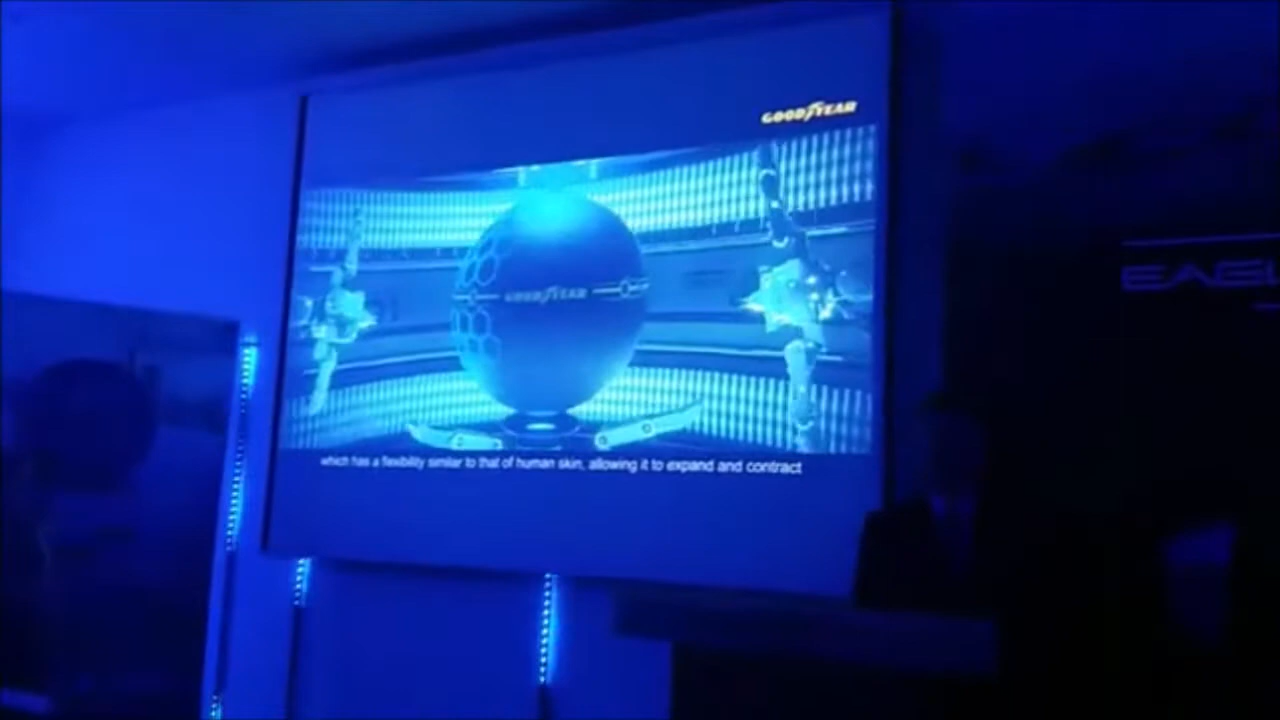 GOODYEAR
GOODYEAR
which has a flexibility similar to that of human skin, allowing it to expand and contract